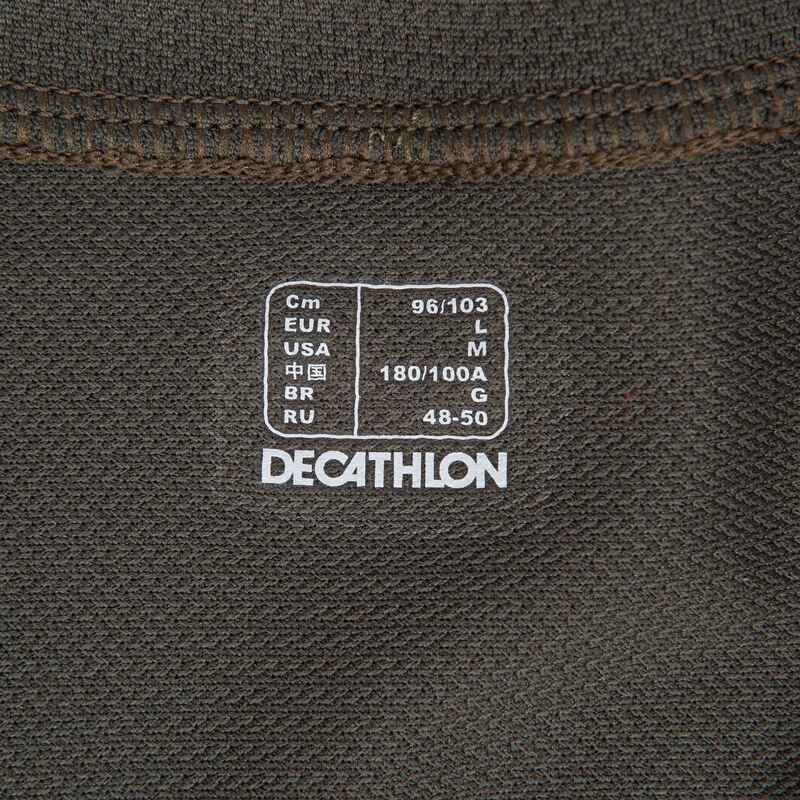 Cm 96/103
EUR L
USA M
中国 180/100A
BR G
RU 48-50
DECATHLON